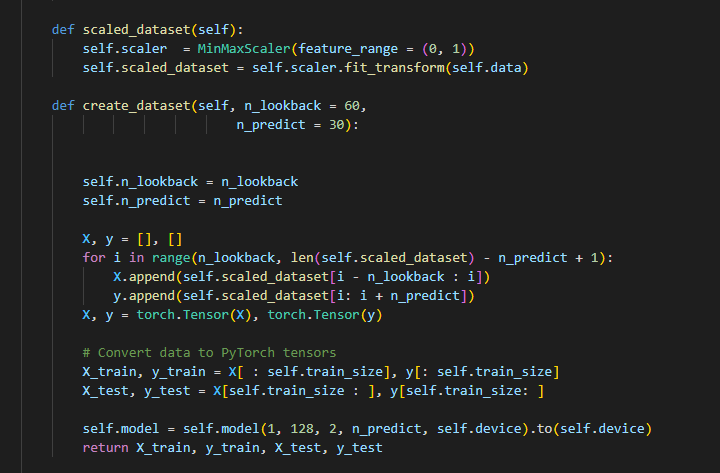 def scaled_dataset(self):
self.scaler  = MinMaxScaler(feature_range = (0, 1))
self.scaled_dataset = self.scaler.fit_transform(self.data)
def create_dataset(self, n_lookback = 60,
n_predict = 30):
self.n_lookback = n_lookback
self.n_predict = n_predict
X, y = [], []
for i in range(n_lookback, len(self.scaled_dataset) - n_predict + 1):
X.append(self.scaled_dataset[i - n_lookback : i])
y.append(self.scaled_dataset[i: i + n_predict])
X, y = torch.Tensor(X), torch.Tensor(y)
# Convert data to PyTorch tensors
X_train, y_train = X[ : self.train_size], y[: self.train_size]
X_test, y_test = X[self.train_size : ], y[self.train_size: ]
self.model = self.model(1, 128, 2, n_predict, self.device).to(self.device)
return X_train, y_train, X_test, y_test